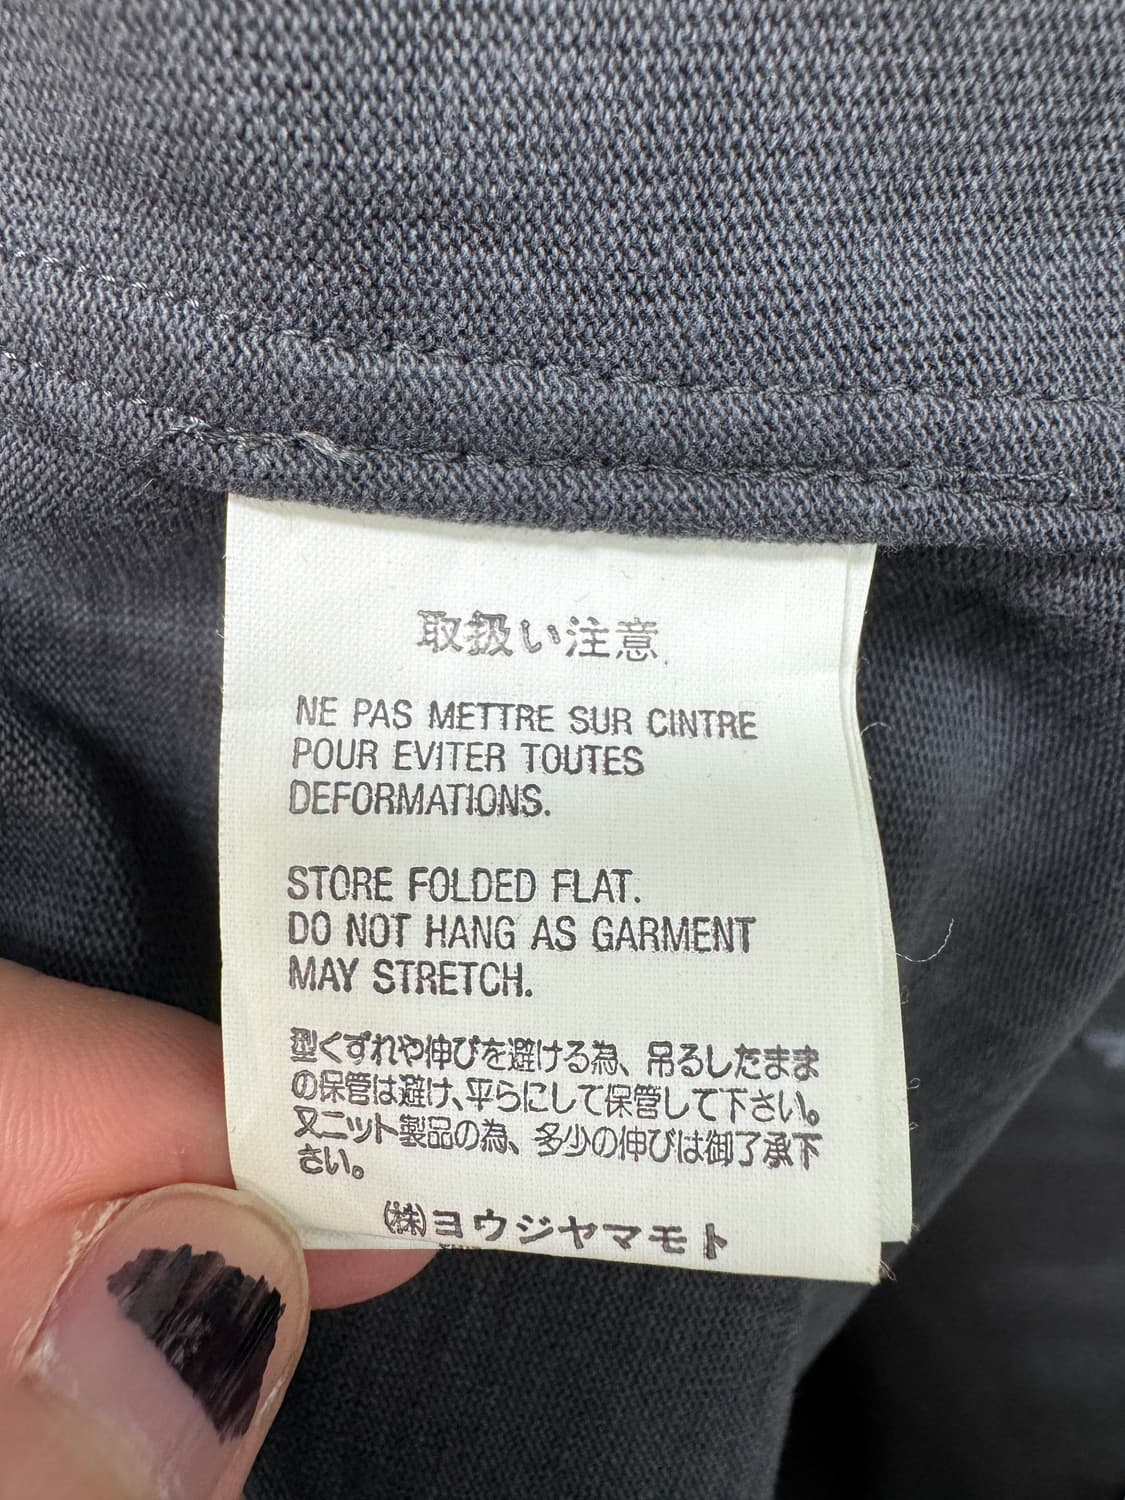 取扱い注意
NE PAS METTRE SUR CINTRE
POUR EVITER TOUTES
DEFORMATIONS.
STORE FOLDED FLAT.
DO NOT HANG AS GARMENT
MAY STRETCH.
型くずれや伸びを避ける為、吊るしたまま
の保管は避け、平らにして保管して下さい。
又ニット製品の為、多少の伸びは御了承下
さい。
(株)ヨウジヤマモト